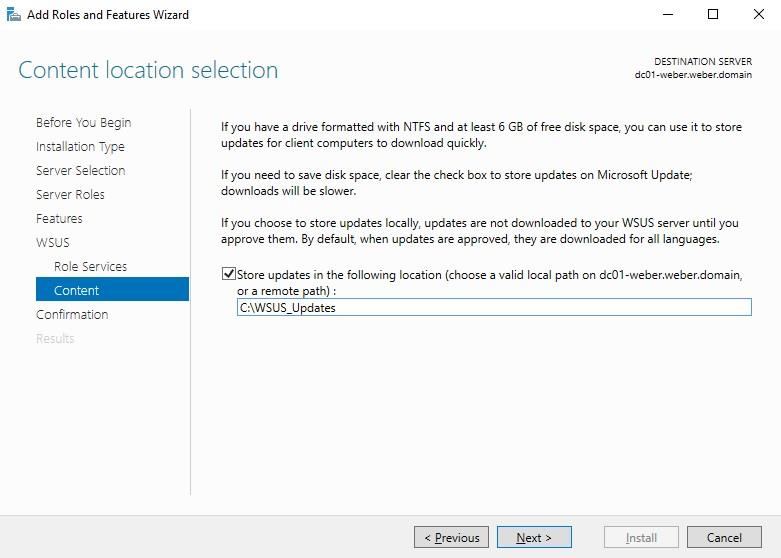 Add Roles and Features Wizard
Content location selection
DESTINATION SERVER
dc01-weber.weber.domain
Before You Begin
Installation Type
Server Selection
Server Roles
Features
WSUS
Role Services
Content
Confirmation
Results
If you have a drive formatted with NTFS and at least 6 GB of free disk space, you can use it to store
updates for client computers to download quickly.
If you need to save disk space, clear the check box to store updates on Microsoft Update;
downloads will be slower.
If you choose to store updates locally, updates are not downloaded to your WSUS server until you
approve them. By default, when updates are approved, they are downloaded for all languages.
Store updates in the following location (choose a valid local path on dc01-weber.weber.domain,
or a remote path) :
C:\WSUS_Updates
< Previous
Next >
Install
Cancel